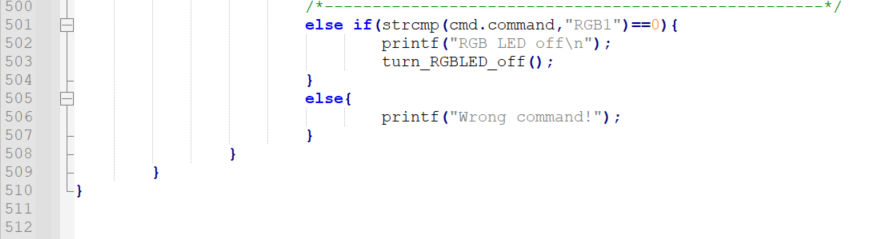 500 /*-------------------------------------------------------*/
501 else if(strcmp(cmd.command,"RGB1")==0){
502 printf("RGB LED off\n");
503 turn_RGBLED_off();
504 }
505 else{
506 printf("Wrong command!");
507 }
508 }
509 }
510 }
511
512